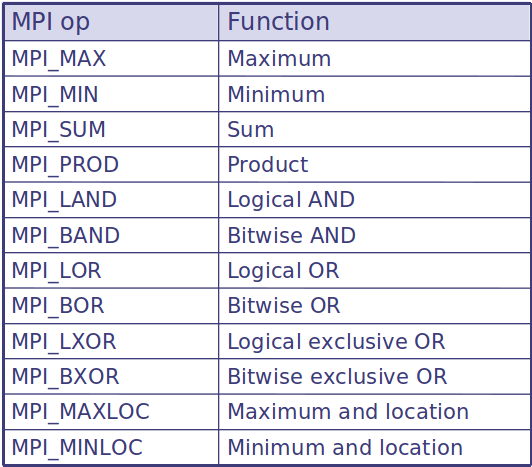 MPI op Function
MPI_MAX Maximum
MPI_MIN Minimum
MPI_SUM Sum
MPI_PROD Product
MPI_LAND Logical AND
MPI_BAND Bitwise AND
MPI_LOR Logical OR
MPI_BOR Bitwise OR
MPI_LXOR Logical exclusive OR
MPI_BXOR Bitwise exclusive OR
MPI_MAXLOC Maximum and location
MPI_MINLOC Minimum and location